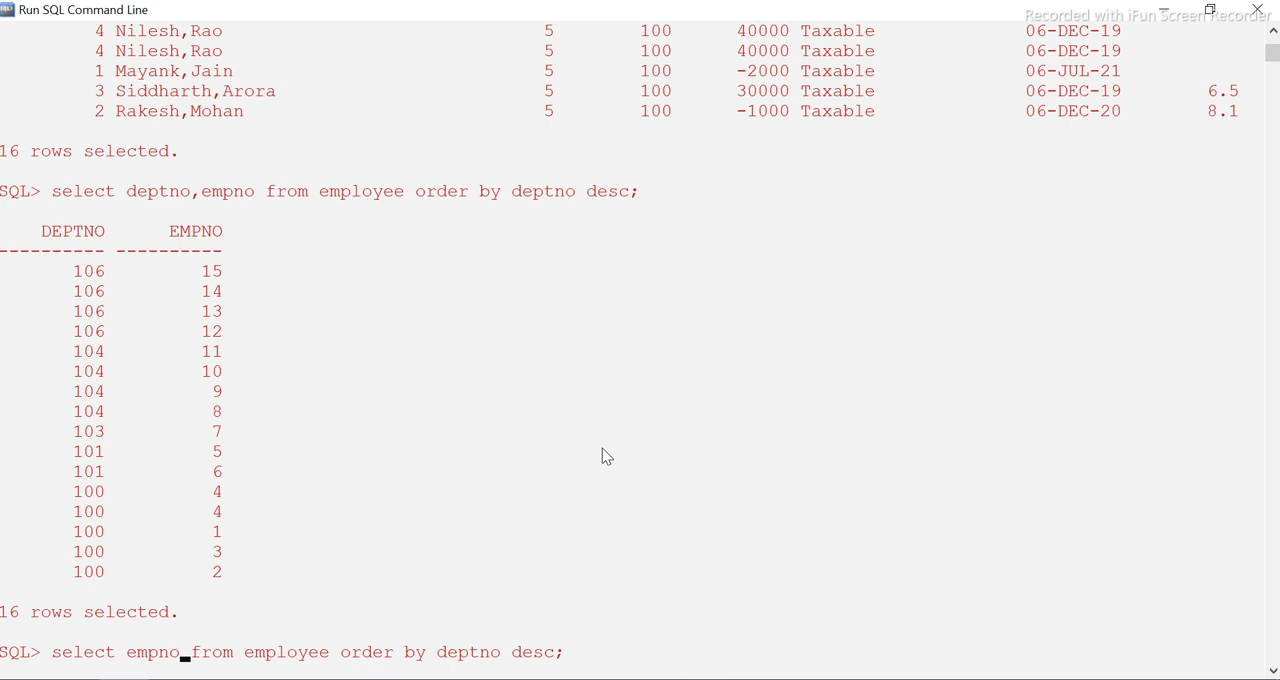 Run SQL Command Line
Recorded with iFun Screen Recorder
4 Nilesh,Rao 5 100 40000 Taxable 06-DEC-19
4 Nilesh,Rao 5 100 40000 Taxable 06-DEC-19
1 Mayank,Jain 5 100 -2000 Taxable 06-JUL-21
3 Siddharth,Arora 5 100 30000 Taxable 06-DEC-19 6.5
2 Rakesh,Mohan 5 100 -1000 Taxable 06-DEC-20 8.1
16 rows selected.
SQL> select deptno,empno from employee order by deptno desc;
DEPTNO EMPNO
---------- ----------
106 15
106 14
106 13
106 12
104 11
104 10
104 9
104 8
103 7
101 5
101 6
100 4
100 4
100 1
100 3
100 2
16 rows selected.
SQL> select empno from employee order by deptno desc;